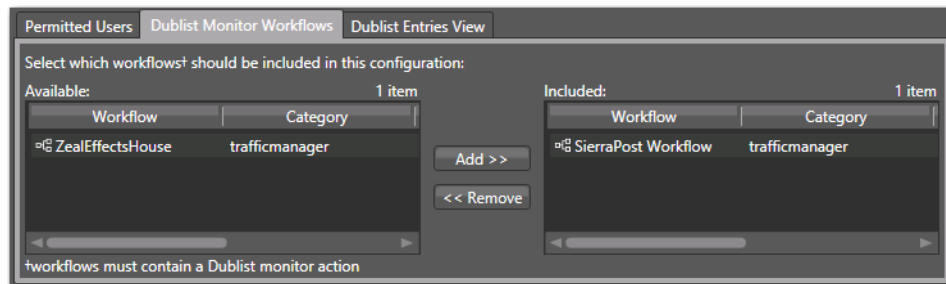 Permitted Users Dublist Monitor Workflows Dublist Entries View
Select which workflows† should be included in this configuration:
Available: 1 item Included: 1 item
Workflow Category Workflow Category
ZealEffectsHouse trafficmanager SierraPost Workflow trafficmanager
Add >>
<< Remove
†workflows must contain a Dublist monitor action